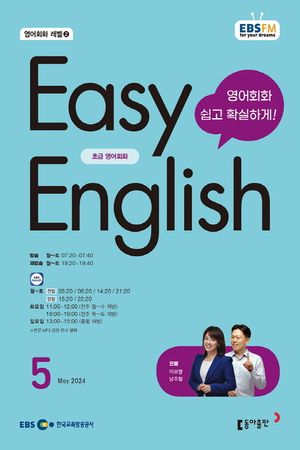 영어회화 레벨 2
EBS FM
for your dreams
Easy
English
영어회화
쉽고 확실하게!
초급 영어회화
방송 월~토 07:20-07:40
재방송 월~토 19:20-19:40
월~토 반디 05:20 / 06:20 / 14:20 / 21:20
15:20 / 22:20
화요일 11:00-12:00 (전주 월~수 재방)
18:00-19:00 (전주 목~토 재방)
일요일 13:00-15:00 (종합 재방)
진행
이보영
남주철
5
May 2024
EBS 한국교육방송공사
동아출판